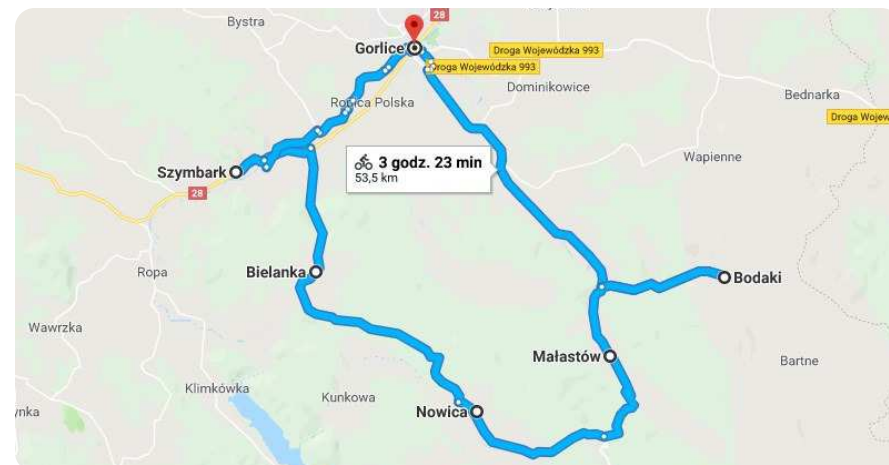 28
Bystra
Gorlice
Droga Wojewódzka 993
Droga Wojewódzka 993
Dominikowice
Bednarka
Ropica Polska
Droga Wojew
Wapienne
3 godz. 23 min
53,5 km
Szymbark
28
Bielanka
Ropa
Bodaki
Wawrzka
Małastów
Bartne
Klimkówka
Kunkowa
Nowica
ynka